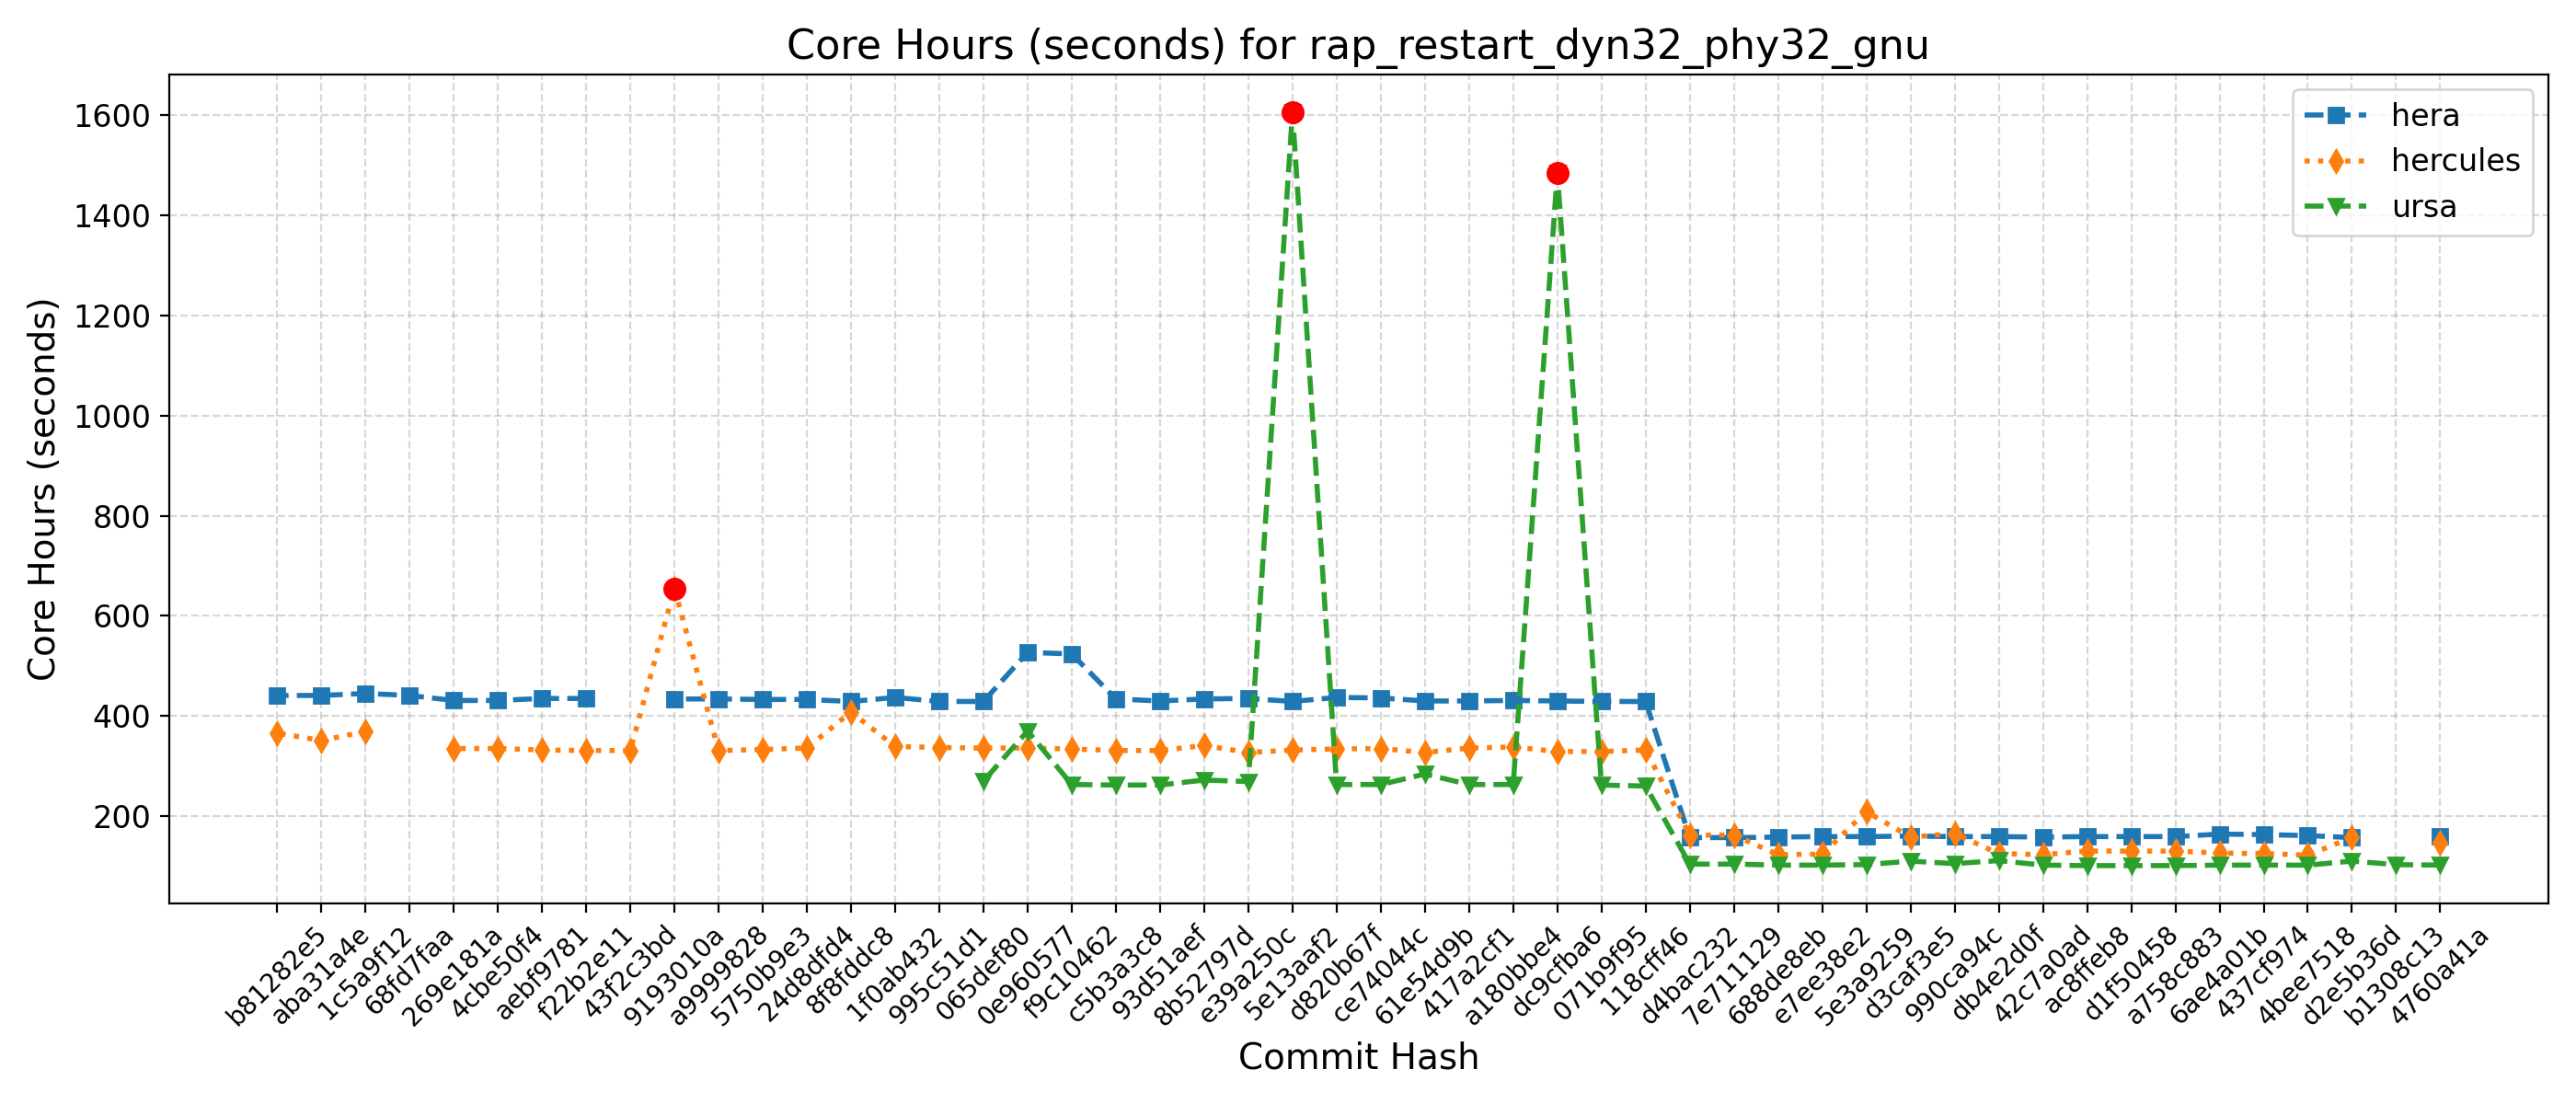 Core Hours (seconds) for rap_restart_dyn32_phy32_gnu
Core Hours (seconds)
1600
1400
1200
1000
800
600
400
200
hera
hercules
ursa
b81282e5
aba31a4e
1c5a9f12
68fd7faa
269e181a
4cbe50f4
aebf9781
f22b2e11
43f2c3bd
9193010a
a9999828
5750b9e3
24d8dfd4
8f8fddc8
1f0ab432
995c51d1
065def80
0e960577
f9c10462
c5b3a3c8
93d51aef
8b52797d
e39a250c
5e13aaf2
d820b67f
ce74044c
61e54d9b
417a2cf1
a180bbe4
dc9cfba6
071b9f95
118cff46
d4bac232
7e711129
688de8eb
e7ee38e2
5e3a9259
d3caf3e5
990ca94c
db4e2d0f
42c7a0ad
ac8ffeb8
d1f50458
a758c883
6ae4a01b
437cf974
4bee7518
d2e5b36d
b1308c13
4760a41a
Commit Hash